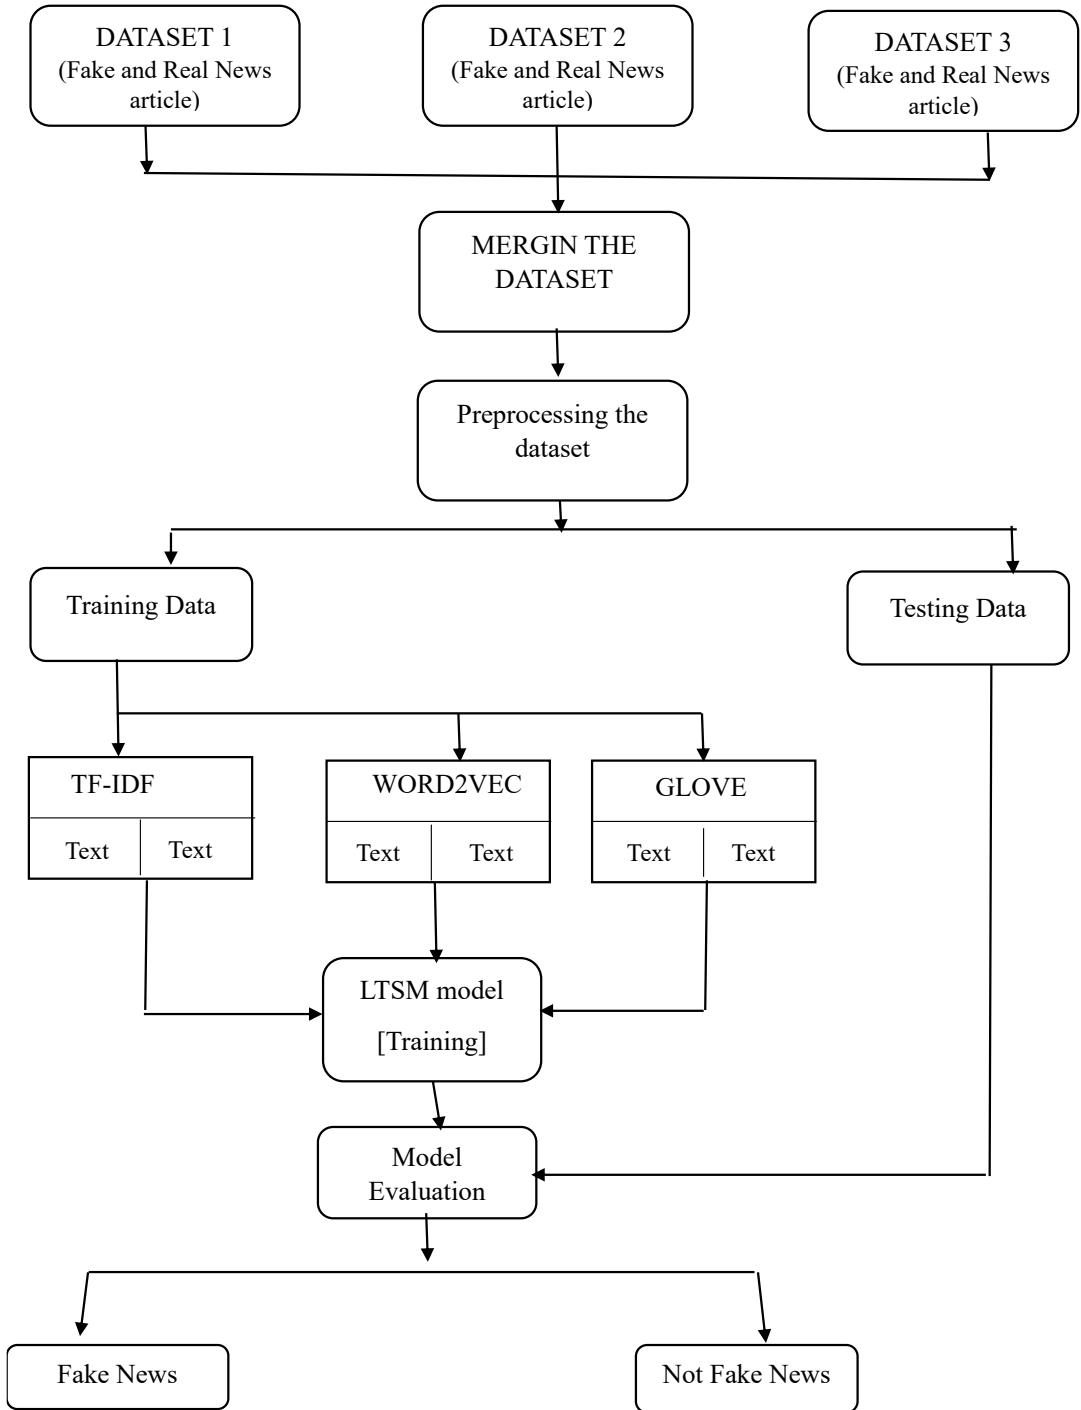 DATASET 1
(Fake and Real News
article)
DATASET 2
(Fake and Real News
article)
DATASET 3
(Fake and Real News
article)
MERGIN THE
DATASET
Preprocessing the
dataset
Training Data
Testing Data
TF-IDF
Text
Text
WORD2VEC
Text
Text
GLOVE
Text
Text
LTSM model
[Training]
Model
Evaluation
Fake News
Not Fake News